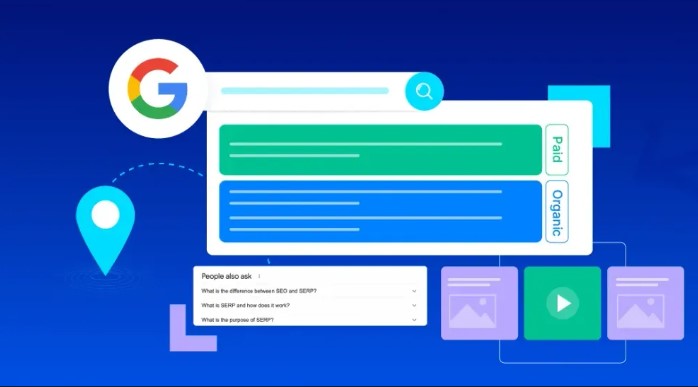 Paid
Organic
People also ask
What is the difference between SEO and SERP?
What is SERP and how does it work?
What is the purpose of SERP?